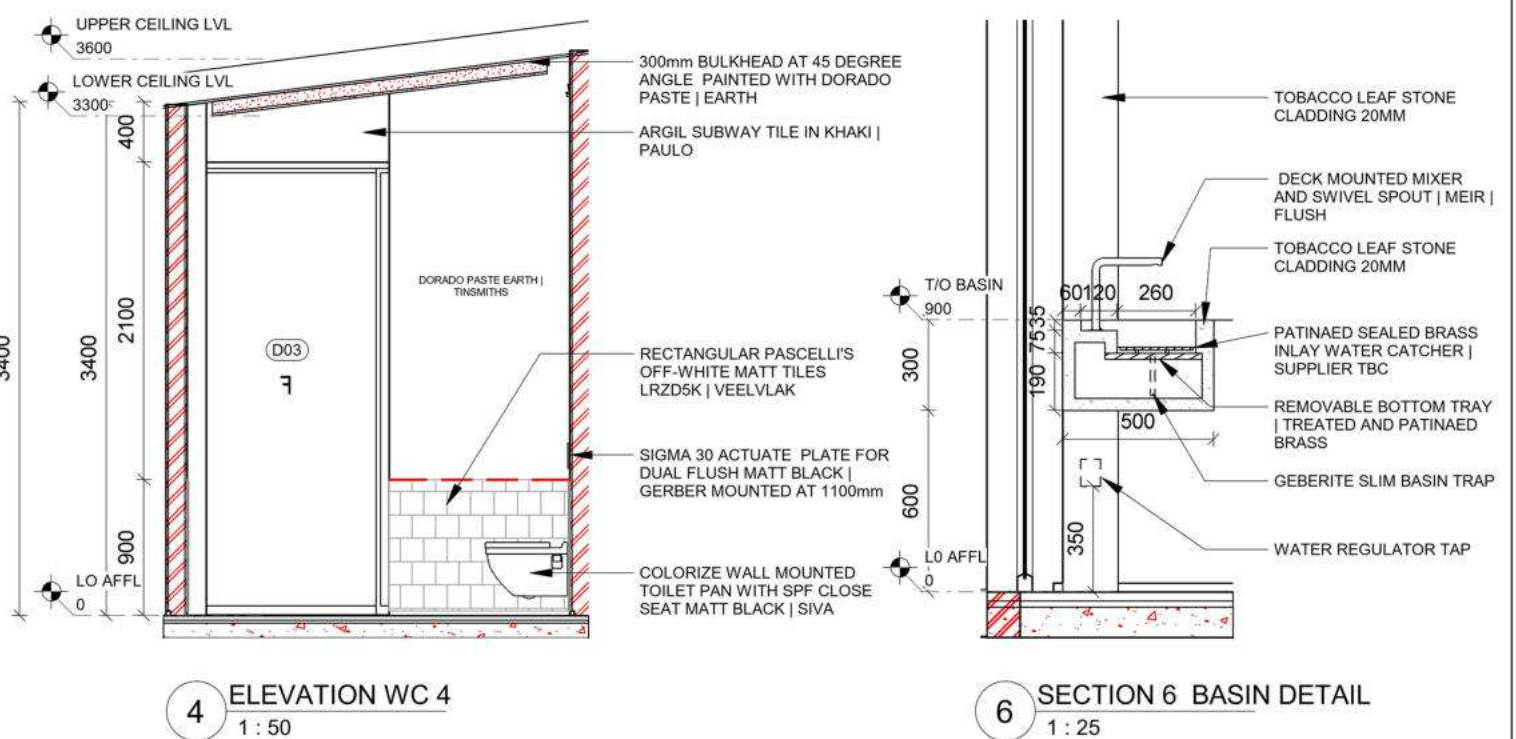 UPPER CEILING LVL
3600
LOWER CEILING LVL
3300
3400
3400
400
2100
900
LO AFFL
0
D03
F
DORADO PASTE EARTH |
TINSMITHS
300mm BULKHEAD AT 45 DEGREE
ANGLE PAINTED WITH DORADO
PASTE | EARTH
ARGIL SUBWAY TILE IN KHAKI |
PAULO
RECTANGULAR PASCELLI'S
OFF-WHITE MATT TILES
LRZD5K | VEELVLAK
SIGMA 30 ACTUATE PLATE FOR
DUAL FLUSH MATT BLACK |
GERBER MOUNTED AT 1100mm
COLORIZE WALL MOUNTED
TOILET PAN WITH SPF CLOSE
SEAT MATT BLACK | SIVA
4
ELEVATION WC 4
1 : 50
T/O BASIN
900
L0 AFFL
0
300
600
60
120
260
35
75
190
500
350
TOBACCO LEAF STONE
CLADDING 20MM
DECK MOUNTED MIXER
AND SWIVEL SPOUT | MEIR |
FLUSH
TOBACCO LEAF STONE
CLADDING 20MM
PATINAED SEALED BRASS
INLAY WATER CATCHER |
SUPPLIER TBC
REMOVABLE BOTTOM TRAY
| TREATED AND PATINAED
BRASS
GEBERITE SLIM BASIN TRAP
WATER REGULATOR TAP
6
SECTION 6 BASIN DETAIL
1 : 25